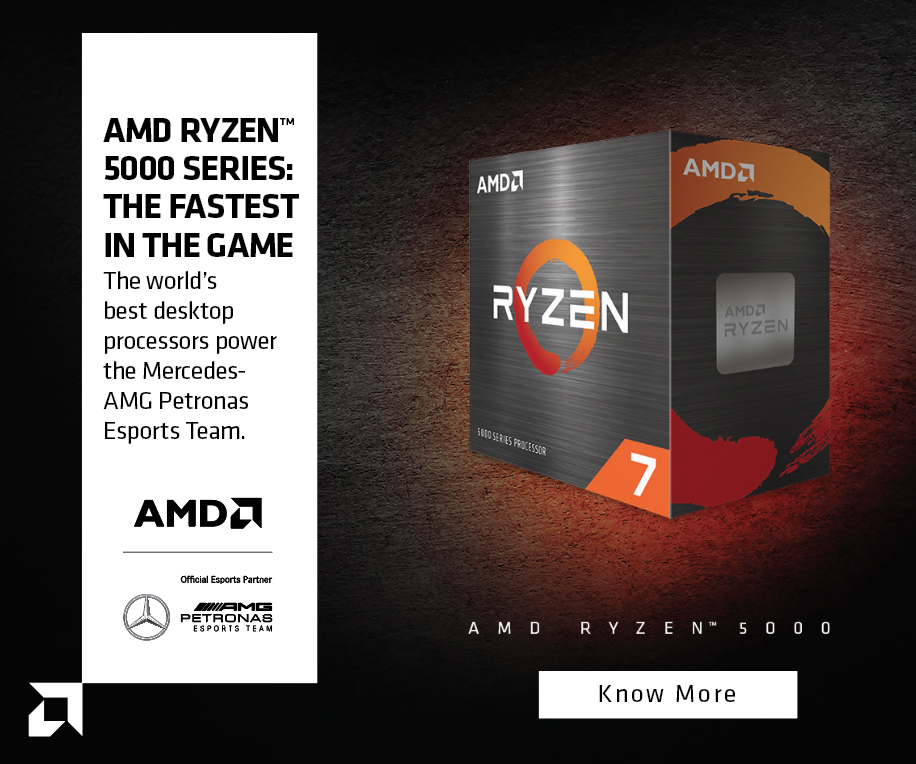 AMD RYZEN™
5000 SERIES:
THE FASTEST
IN THE GAME
The world's
best desktop
processors power
the Mercedes-
AMG Petronas
Esports Team.
AMD
Official Esports Partner
AMG
PETRONAS
ESPORTS TEAM
AMD
RYZEN
5000 SERIES PROCESSOR
7
AMD
AMD
RYZEN
AMD RYZEN™ 5000
Know More